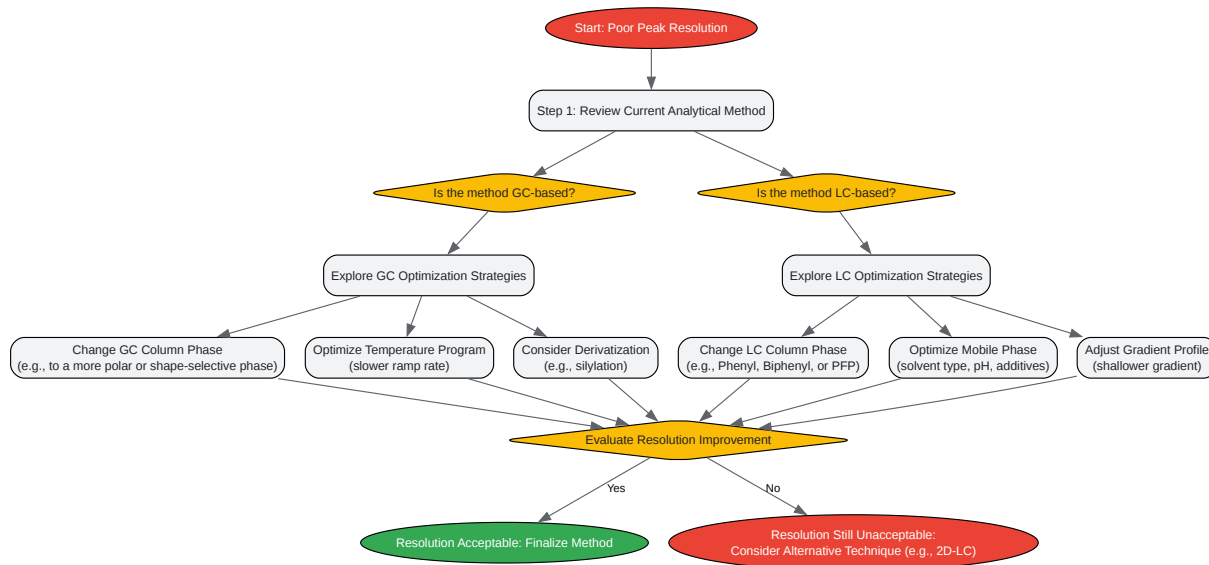 Start: Poor Peak Resolution
Step 1: Review Current Analytical Method
Is the method GC-based?
Is the method LC-based?
Explore GC Optimization Strategies
Explore LC Optimization Strategies
Change GC Column Phase
(e.g., to a more polar or shape-selective phase)
Optimize Temperature Program
(slower ramp rate)
Consider Derivatization
(e.g., silylation)
Change LC Column Phase
(e.g., Phenyl, Biphenyl, or PFP)
Optimize Mobile Phase
(solvent type, pH, additives)
Adjust Gradient Profile
(shallower gradient)
Evaluate Resolution Improvement
Yes
No
Resolution Acceptable: Finalize Method
Resolution Still Unacceptable:
Consider Alternative Technique (e.g., 2D-LC)